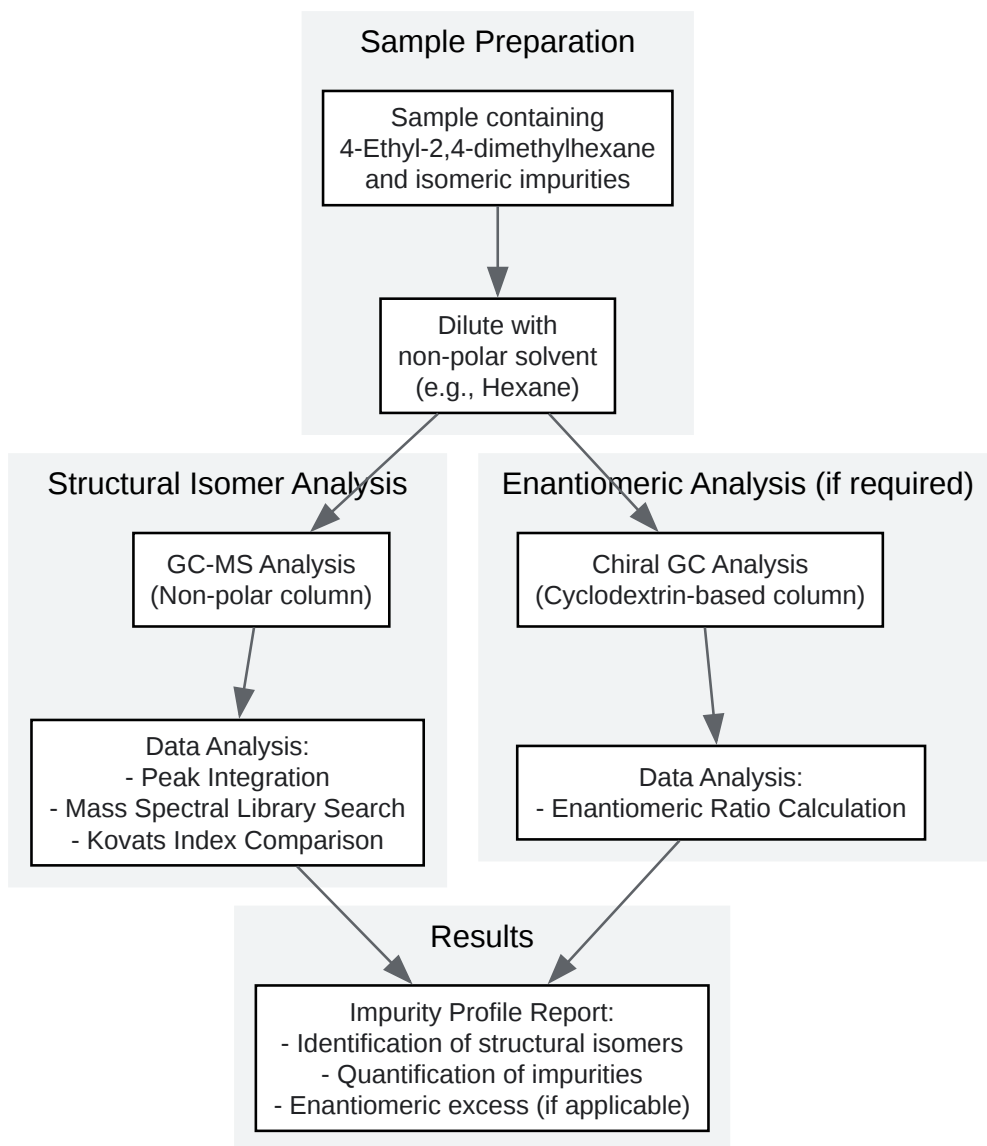 Sample Preparation
Sample containing
4-Ethyl-2,4-dimethylhexane
and isomeric impurities
Dilute with
non-polar solvent
(e.g., Hexane)
Structural Isomer Analysis
GC-MS Analysis
(Non-polar column)
Data Analysis:
- Peak Integration
- Mass Spectral Library Search
- Kovats Index Comparison
Enantiomeric Analysis (if required)
Chiral GC Analysis
(Cyclodextrin-based column)
Data Analysis:
- Enantiomeric Ratio Calculation
Results
Impurity Profile Report:
- Identification of structural isomers
- Quantification of impurities
- Enantiomeric excess (if applicable)